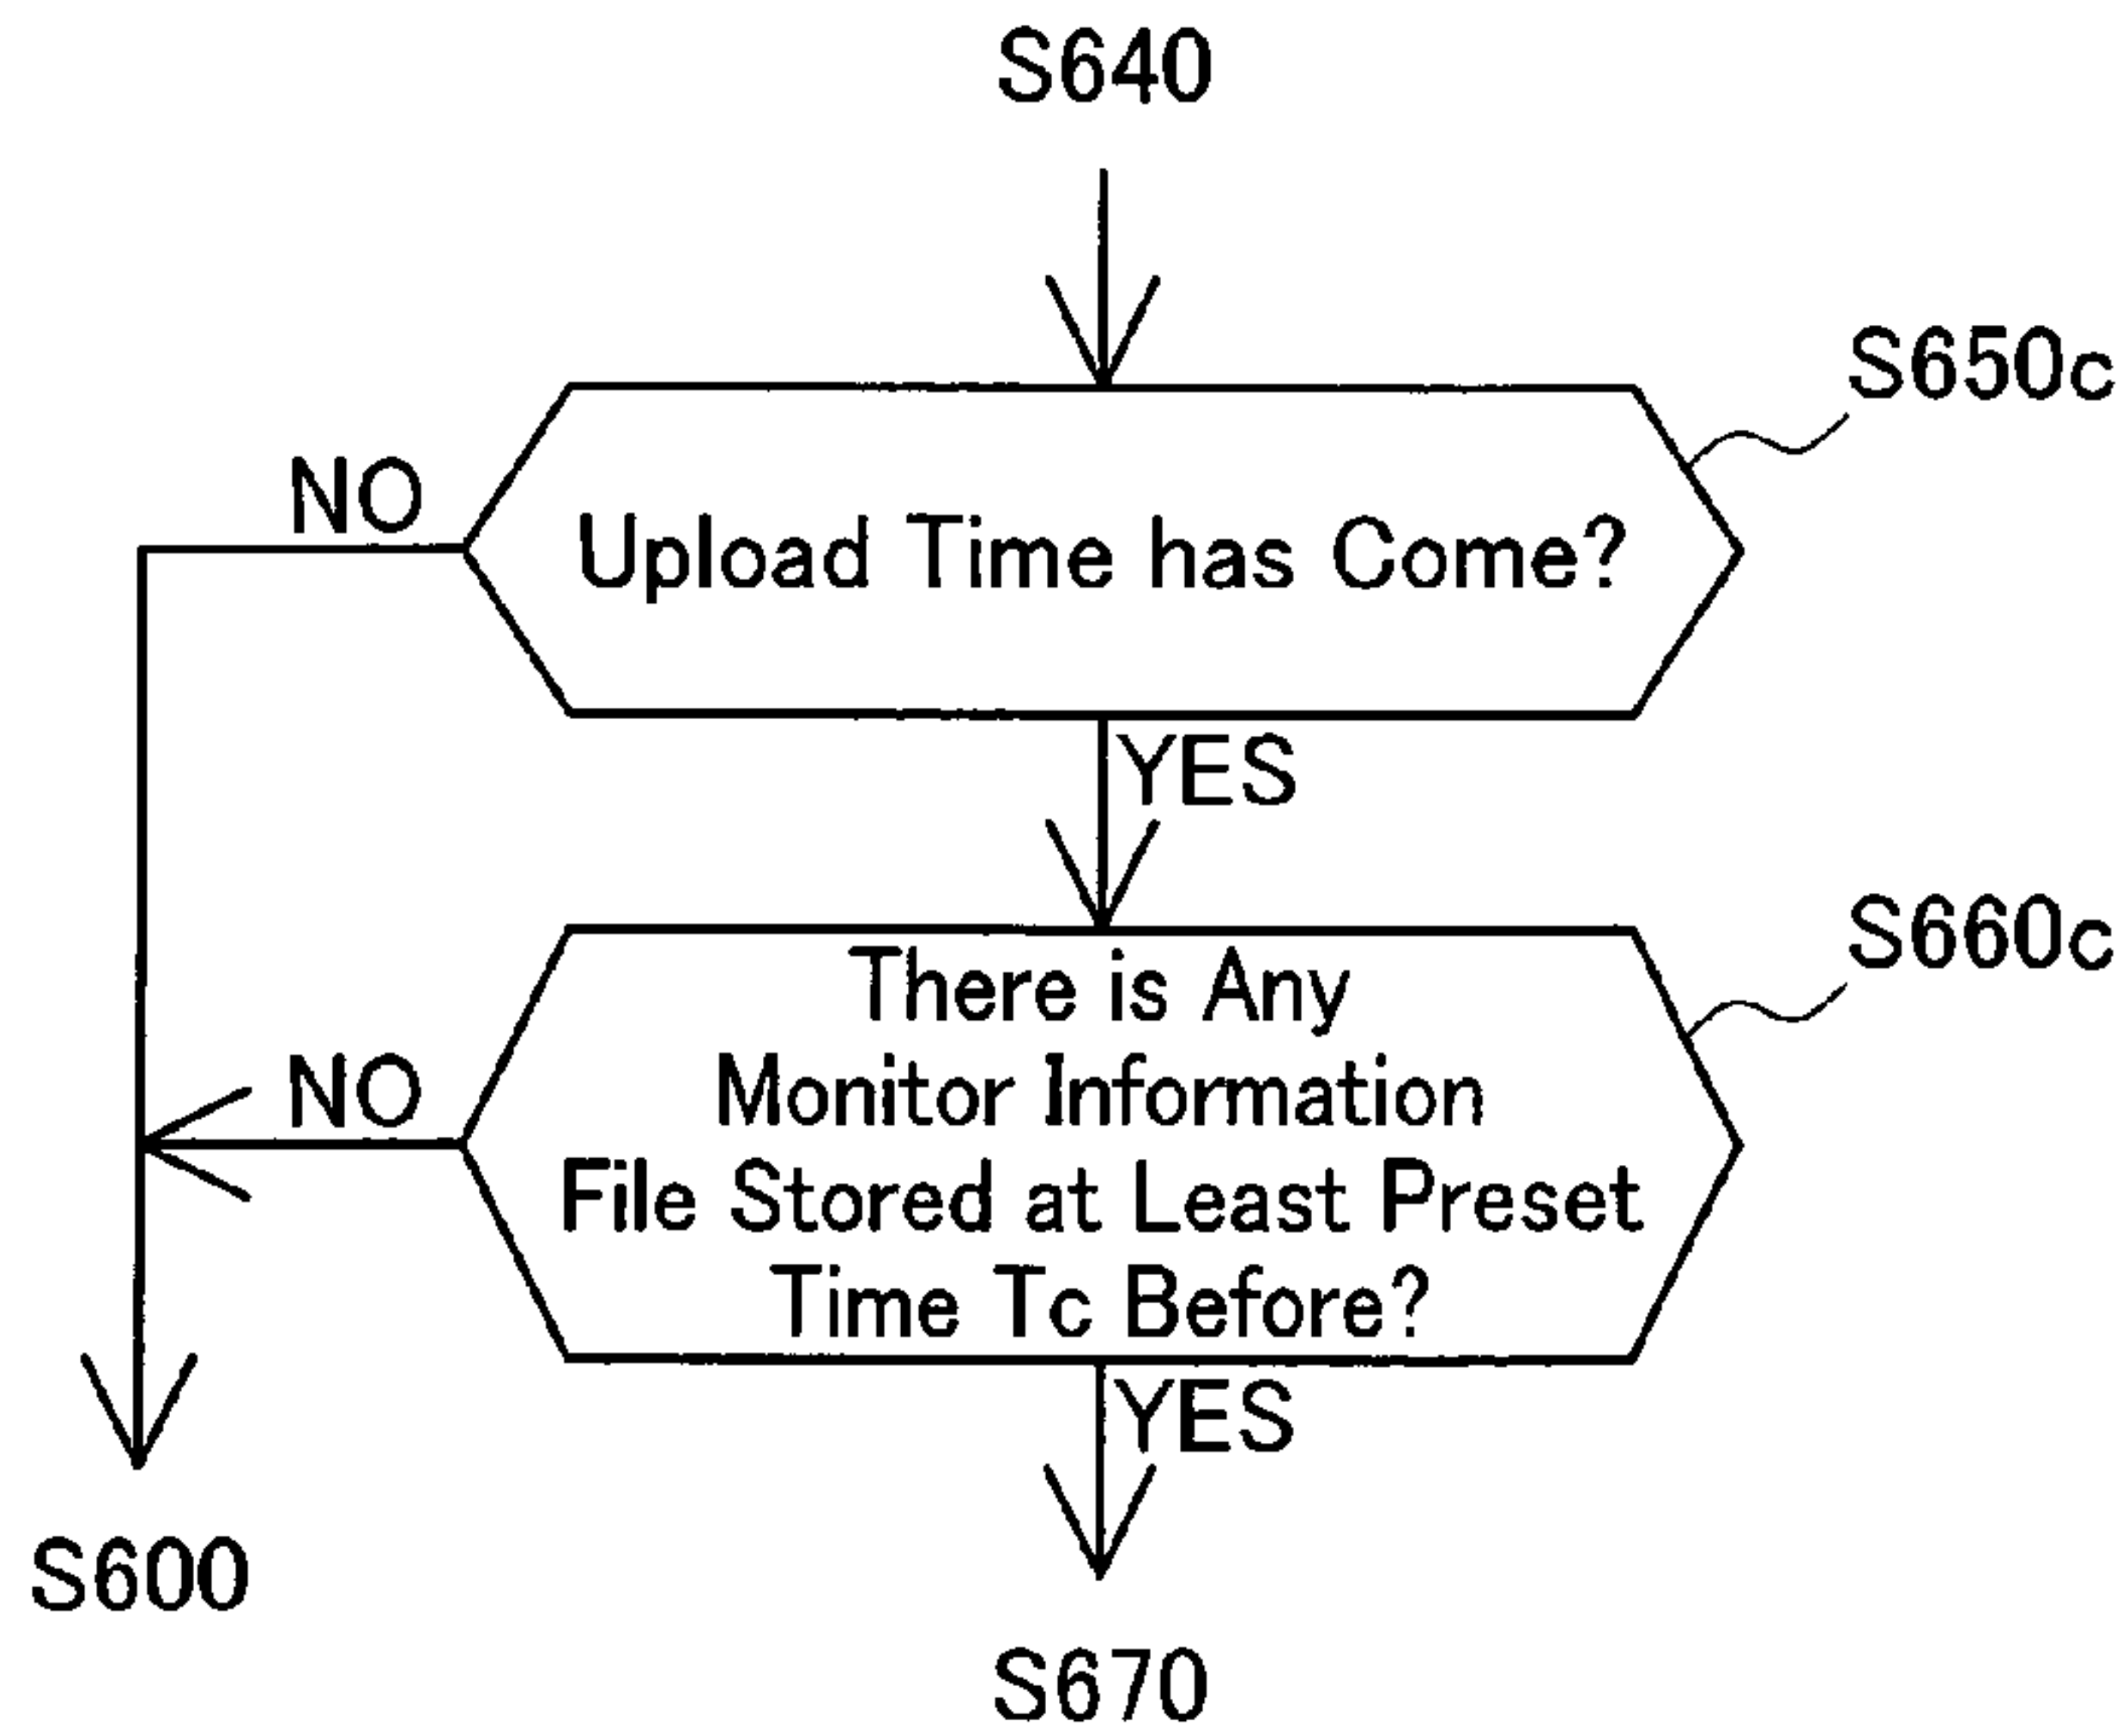 S640
S650c
NO
Upload Time has Come?
YES
S660c
There is Any
NO
Monitor Information
File Stored at Least Preset
Time Tc Before?
YES
S600
S670